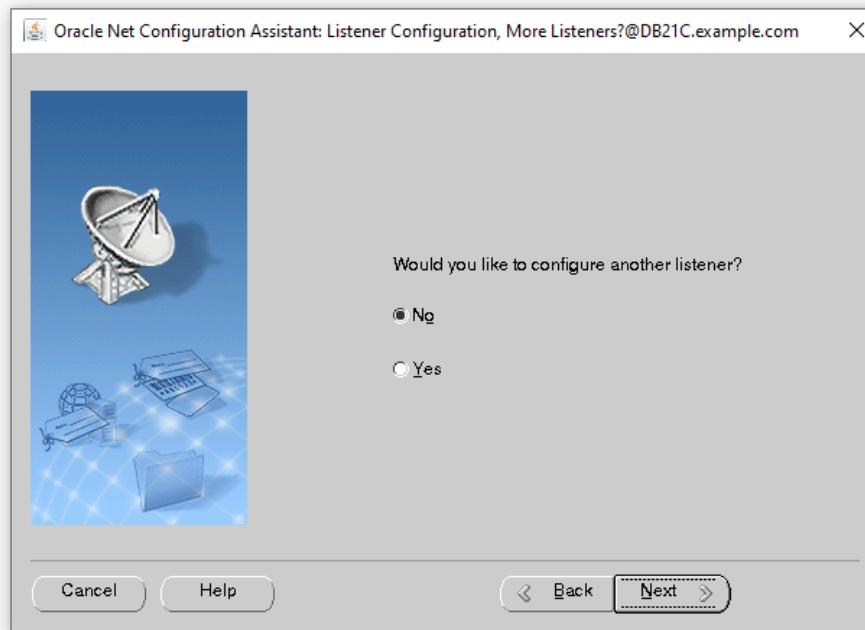 Oracle Net Configuration Assistant: Listener Configuration, More Listeners?@DB21C.example.com
Would you like to configure another listener?
No
Yes
Cancel Help Back Next